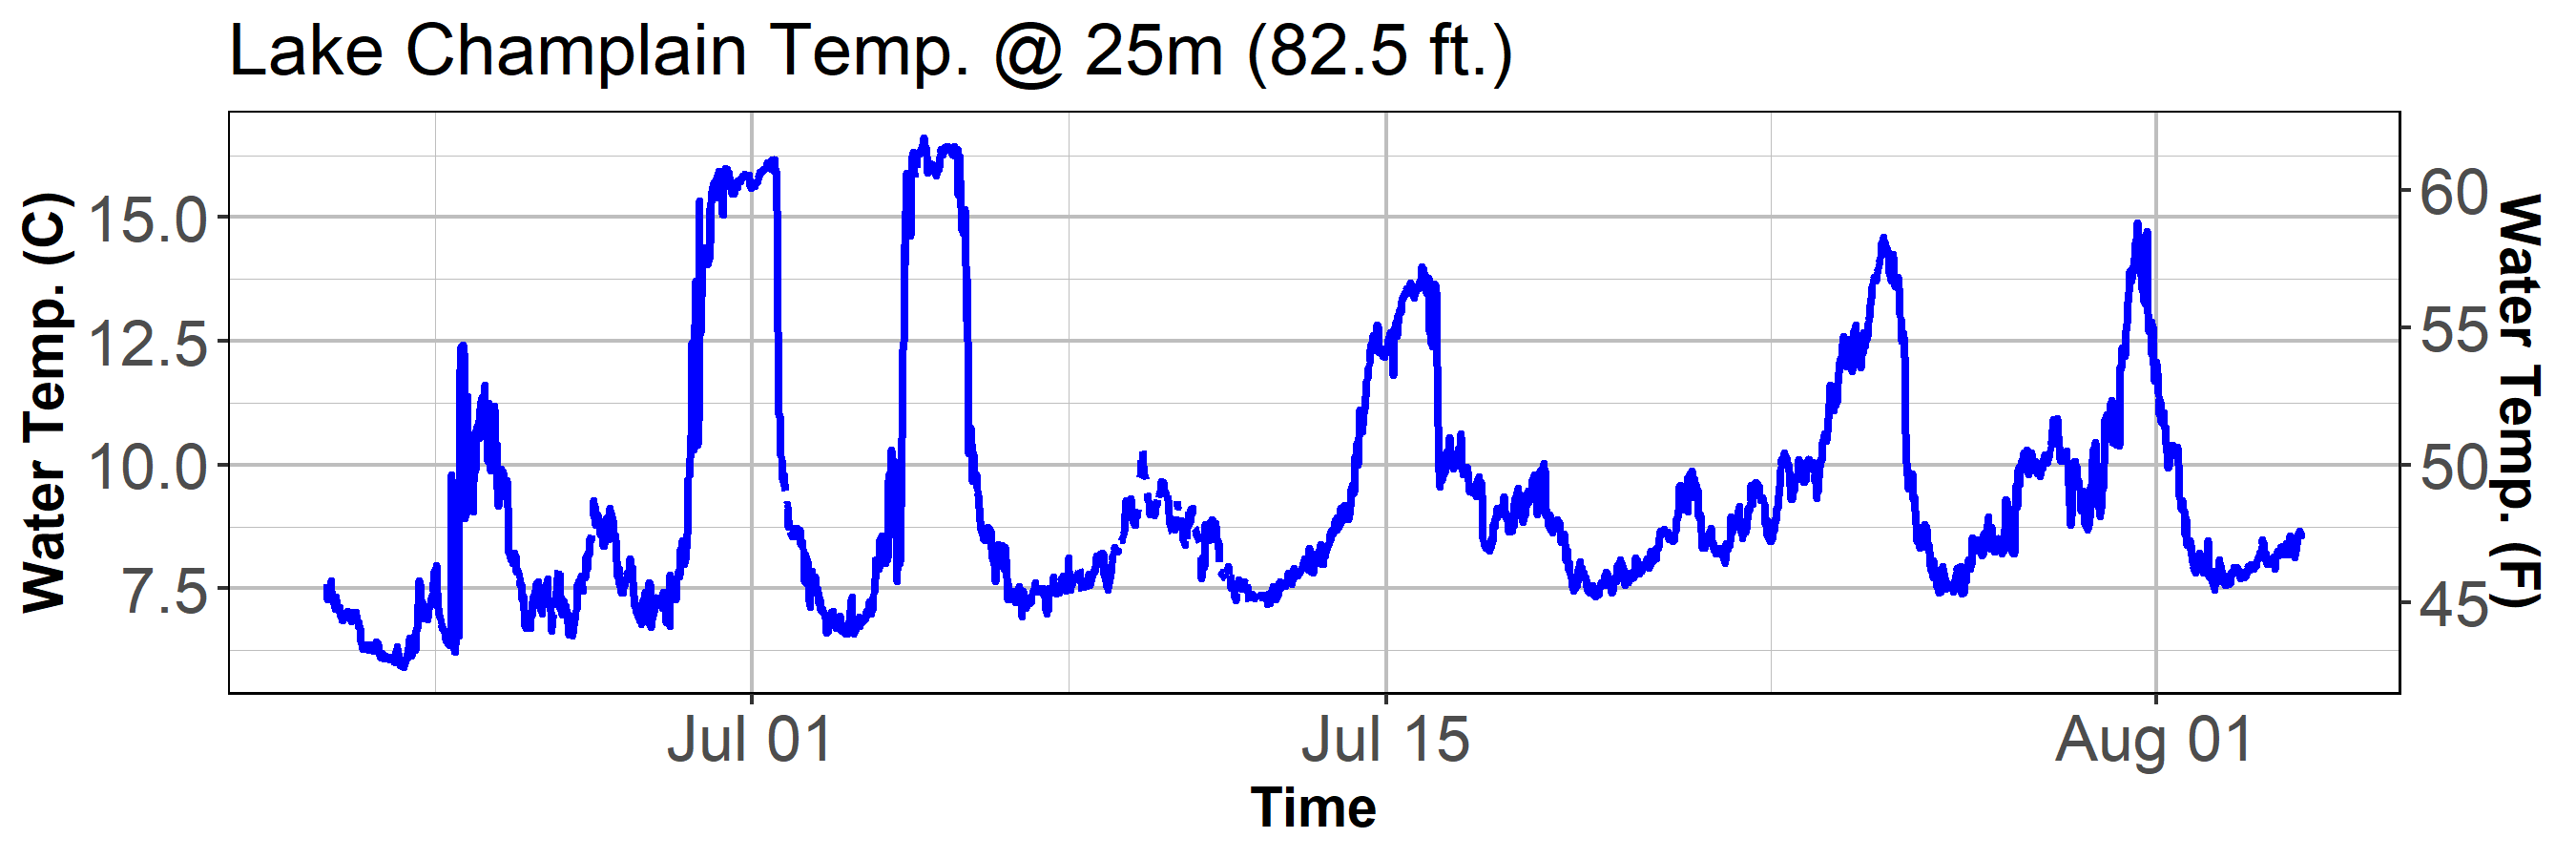 Lake Champlain Temp. @ 25m (82.5 ft.)
Water Temp. (C)
15.0
12.5
10.0
7.5
60
55
50
45
Water Temp. (F)
Jul 01
Jul 15
Aug 01
Time